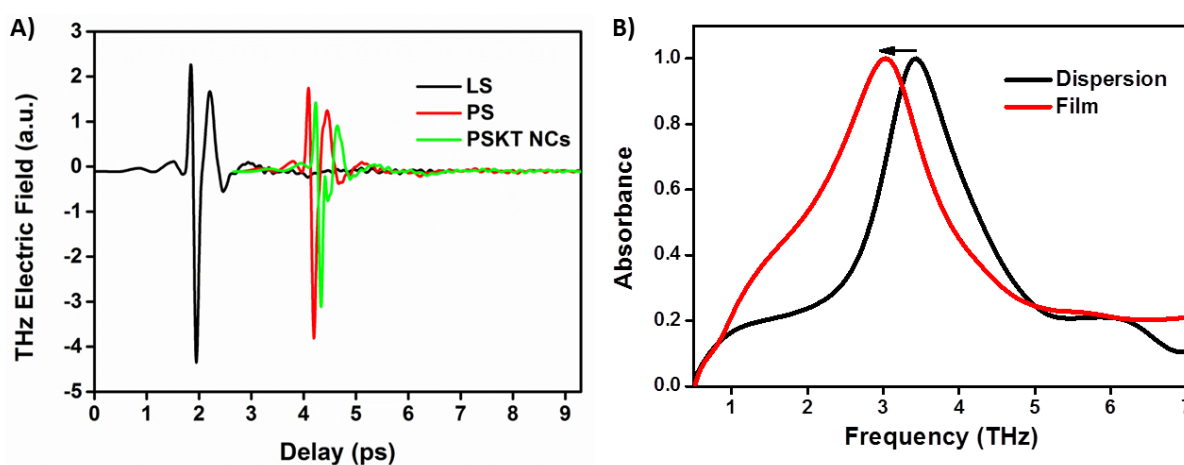 A)
THz Electric Field (a.u.)
3
2
1
0
-1
-2
-3
-4
-5
LS
PS
PSKT NCs
0 1 2 3 4 5 6 7 8 9
Delay (ps)
B)
Absorbance
1.0
0.8
0.6
0.4
0.2
0.0
Dispersion
Film
1 2 3 4 5 6 7
Frequency (THz)